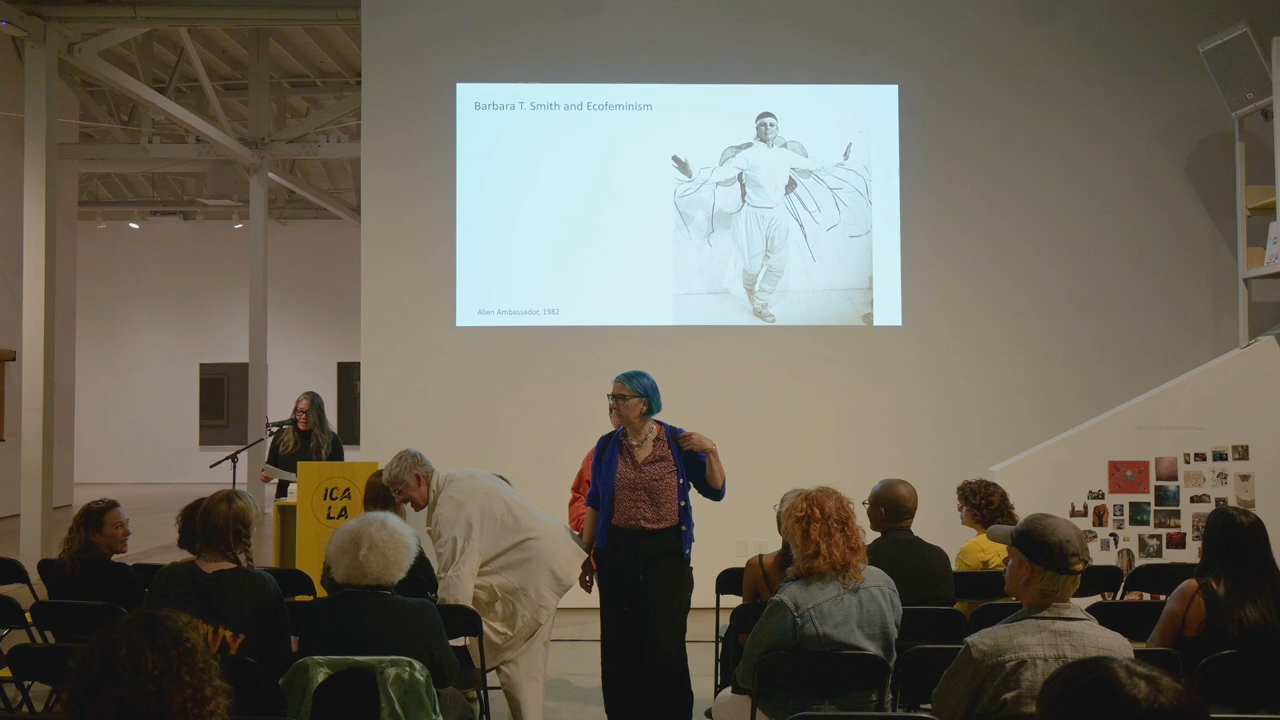 Barbara T. Smith and Ecofeminism
Alien Ambassador, 1982
ICA
LA